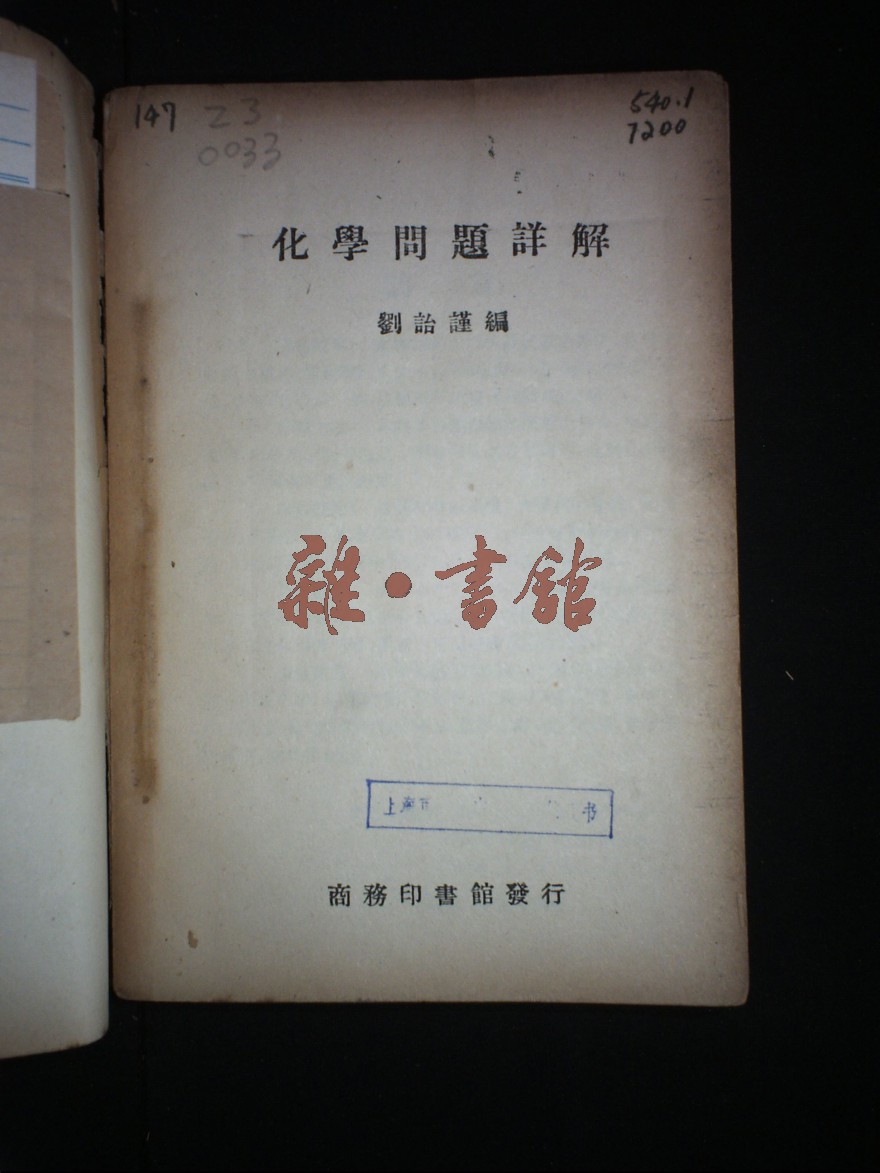 147 Z3
0033
540.1
7200
化學問題詳解
劉詒謹編
雜·書館
上海 书
商務印書館發行